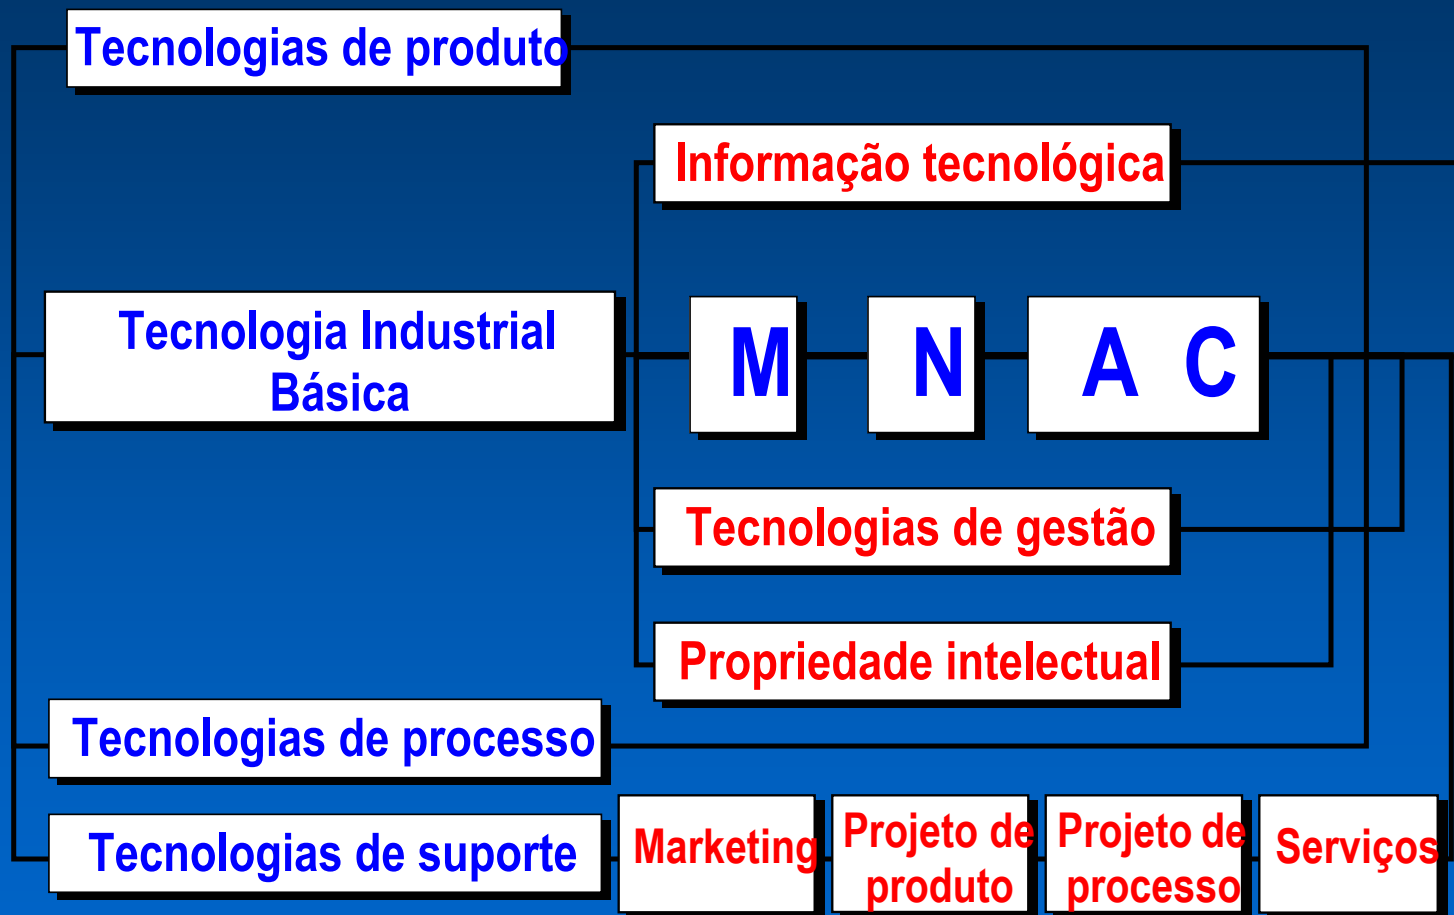 Tecnologias de produto
Informação tecnológica
Tecnologia Industrial
Básica
M N A C
Tecnologias de gestão
Propriedade intelectual
Tecnologias de processo
Tecnologias de suporte
Marketing
Projeto de
produto
Projeto de
processo
Serviços